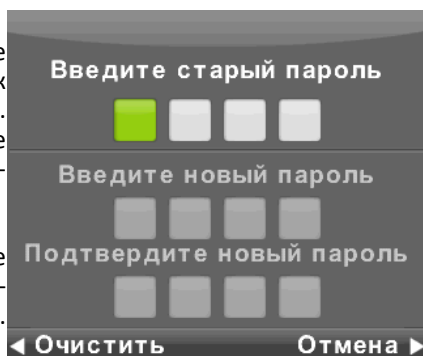 Введите старый пароль
Введите новый пароль
Подтвердите новый пароль
◀ Очистить Отмена ▶